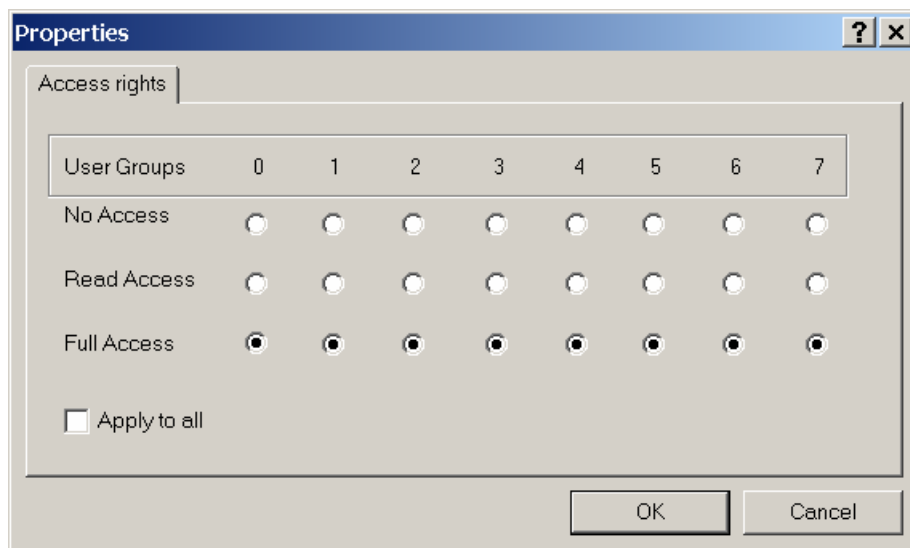 Properties
Access rights
User Groups 0 1 2 3 4 5 6 7
No Access
Read Access
Full Access
Apply to all
OK Cancel